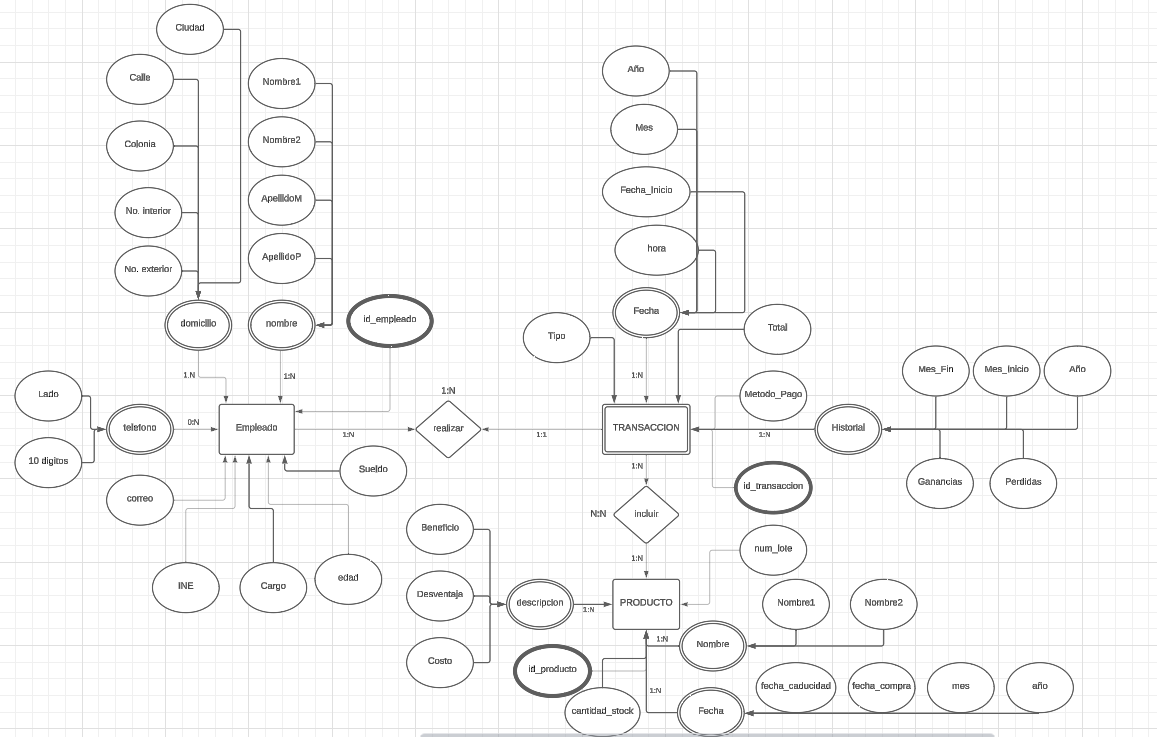 Ciudad
Calle
Colonia
No. interior
No. exterior
domicilio
Nombre1
Nombre2
ApellidoM
ApellidoP
nombre
id_empleado
1:N
1:N
Lado
10 digitos
telefono
0:N
Empleado
1:N
1:N
realizar
1:1
correo
INE
Cargo
edad
Sueldo
Año
Mes
Fecha_Inicio
hora
Fecha
Tipo
Total
1:N
Metodo_Pago
TRANSACCION
1:N
Historial
Mes_Fin
Mes_Inicio
Año
Ganancias
Perdidas
id_transaccion
1:N
N:N
incluir
1:N
num_lote
Beneficio
Desventaja
Costo
descripcion
1:N
PRODUCTO
1:N
Nombre
Nombre1
Nombre2
id_producto
cantidad_stock
1:N
Fecha
fecha_caducidad
fecha_compra
mes
año